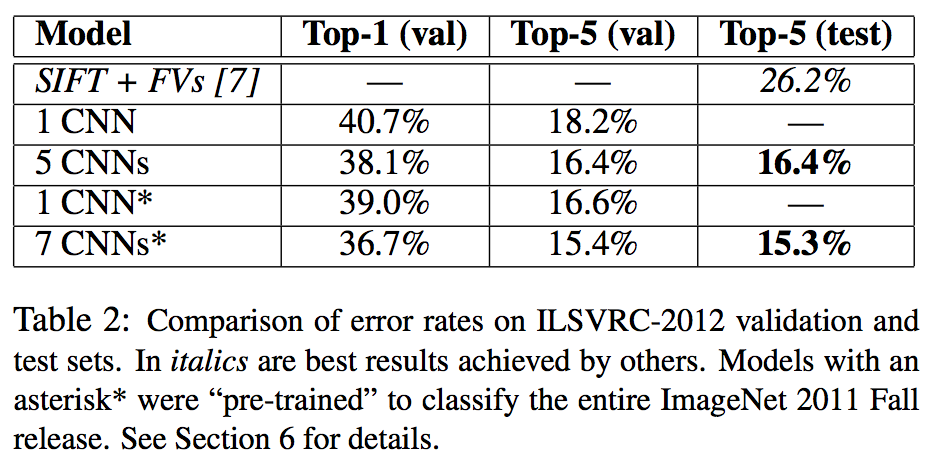 Model Top-1 (val) Top-5 (val) Top-5 (test)
SIFT + FVs [7] — — 26.2%
1 CNN 40.7% 18.2% —
5 CNNs 38.1% 16.4% 16.4%
1 CNN* 39.0% 16.6% —
7 CNNs* 36.7% 15.4% 15.3%
Table 2: Comparison of error rates on ILSVRC-2012 validation and
test sets. In italics are best results achieved by others. Models with an
asterisk* were “pre-trained” to classify the entire ImageNet 2011 Fall
release. See Section 6 for details.